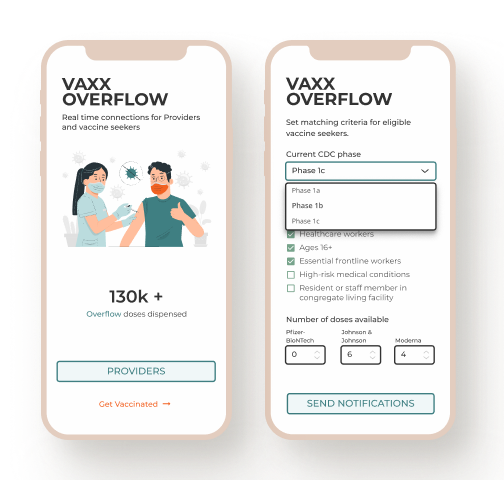 VAXX
OVERFLOW
Real time connections for Providers
and vaccine seekers
130k +
Overflow doses dispensed
PROVIDERS
Get Vaccinated →
VAXX
OVERFLOW
Set matching criteria for eligible
vaccine seekers.
Current CDC phase
Phase 1c
Phase 1a
Phase 1b
Phase 1c
Healthcare workers
Ages 16+
Essential frontline workers
High-risk medical conditions
Resident or staff member in
congregate living facility
Number of doses available
Pfizer-
BioNTech
Johnson &
Johnson
Moderna
0
6
4
SEND NOTIFICATIONS